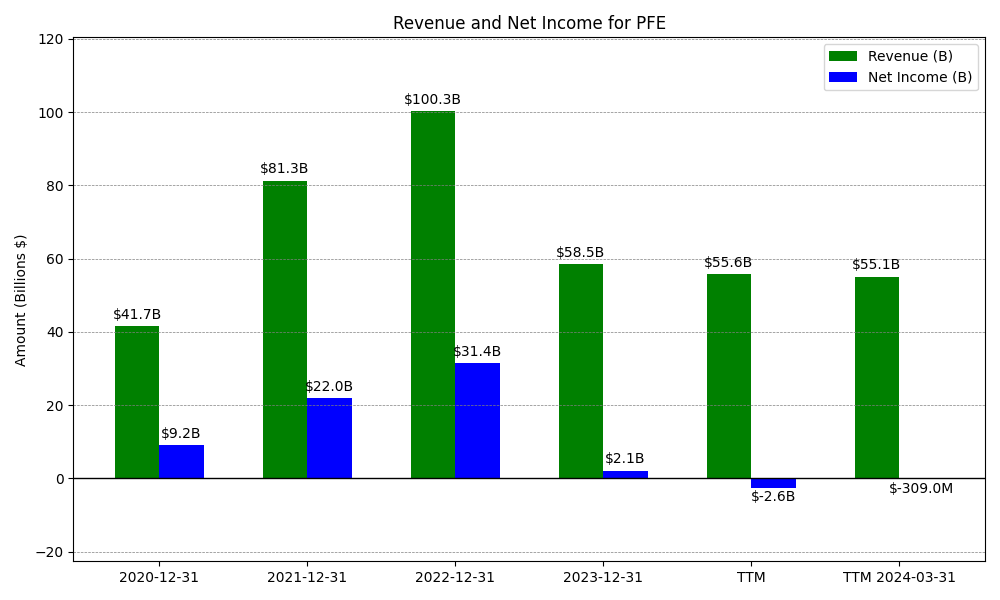 Revenue and Net Income for PFE
Revenue (B)
Net Income (B)
Amount (Billions $)
120
100
80
60
40
20
0
−20
$41.7B
$9.2B
$81.3B
$22.0B
$100.3B
$31.4B
$58.5B
$2.1B
$55.6B
$-2.6B
$55.1B
$-309.0M
2020-12-31
2021-12-31
2022-12-31
2023-12-31
TTM
TTM 2024-03-31